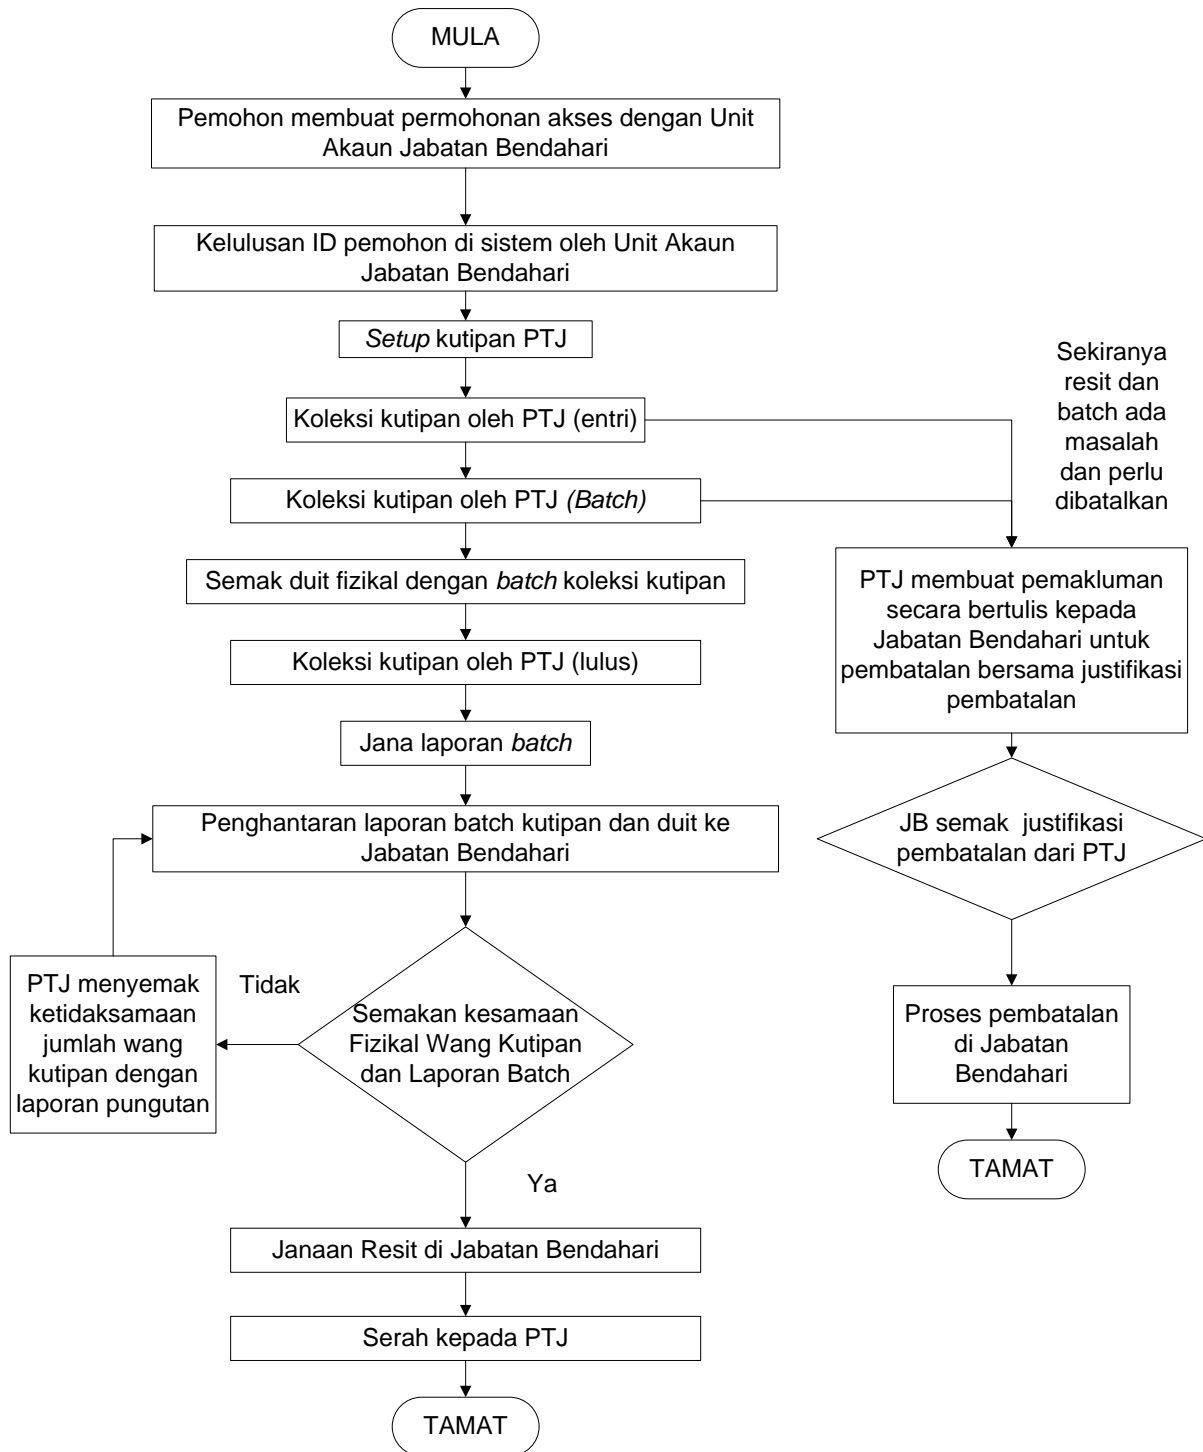 MULA
Pemohon membuat permohonan akses dengan Unit
Akaun Jabatan Bendahari
Kelulusan ID pemohon di sistem oleh Unit Akaun
Jabatan Bendahari
Setup kutipan PTJ
Koleksi kutipan oleh PTJ (entri)
Koleksi kutipan oleh PTJ (Batch)
Semak duit fizikal dengan batch koleksi kutipan
Koleksi kutipan oleh PTJ (lulus)
Jana laporan batch
Penghantaran laporan batch kutipan dan duit ke
Jabatan Bendahari
Semakan kesamaan
Fizikal Wang Kutipan
dan Laporan Batch
Tidak
PTJ menyemak
ketidaksamaan
jumlah wang
kutipan dengan
laporan pungutan
Ya
Janaan Resit di Jabatan Bendahari
Serah kepada PTJ
TAMAT
Sekiranya
resit dan
batch ada
masalah
dan perlu
dibatalkan
PTJ membuat pemakluman
secara bertulis kepada
Jabatan Bendahari untuk
pembatalan bersama justifikasi
pembatalan
JB semak justifikasi
pembatalan dari PTJ
Proses pembatalan
di Jabatan
Bendahari
TAMAT